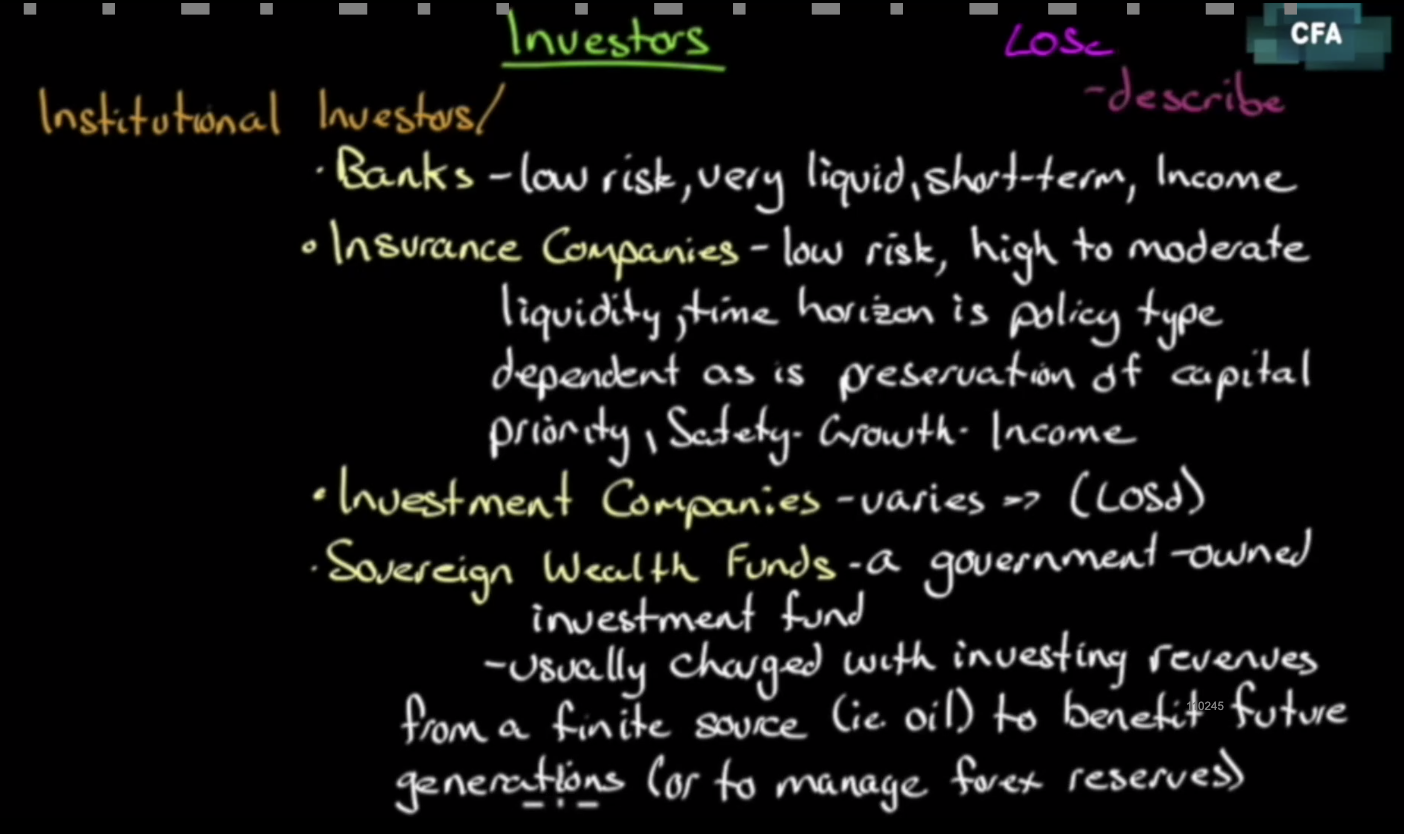 Investors
LOSc
CFA
-describe
Institutional Investors/
· Banks - low risk, very liquid, short-term, Income
• Insurance Companies - low risk, high to moderate
liquidity, time horizon is policy type
dependent as is preservation of capital
priority, Safety- Growth- Income
• Investment Companies - varies => (LOSd)
· Sovereign Wealth Funds - a government-owned
investment fund
- usually charged with investing revenues
from a finite source (ie. oil) to benefit future
110245
generations (or to manage forex reserves)